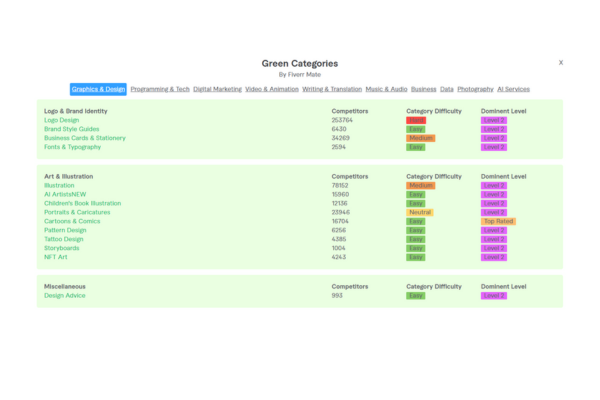 Green Categories
X
By Fiverr Mate
Graphics & Design Programming & Tech Digital Marketing Video & Animation Writing & Translation Music & Audio Business Data Photography AI Services
Logo & Brand Identity Competitors Category Difficulty Dominant Level
Logo Design 253764 Hard Level 2
Brand Style Guides 6430 Easy Level 2
Business Cards & Stationery 34269 Medium Level 2
Fonts & Typography 2594 Easy Level 2
Art & Illustration Competitors Category Difficulty Dominant Level
Illustration 78152 Medium Level 2
AI ArtistsNEW 15960 Easy Level 2
Children's Book Illustration 12136 Easy Level 2
Portraits & Caricatures 23946 Neutral Level 2
Cartoons & Comics 16704 Easy Top Rated
Pattern Design 6256 Easy Level 2
Tattoo Design 4385 Easy Level 2
Storyboards 1004 Easy Level 2
NFT Art 4243 Easy Level 2
Miscellaneous Competitors Category Difficulty Dominant Level
Design Advice 993 Easy Level 2